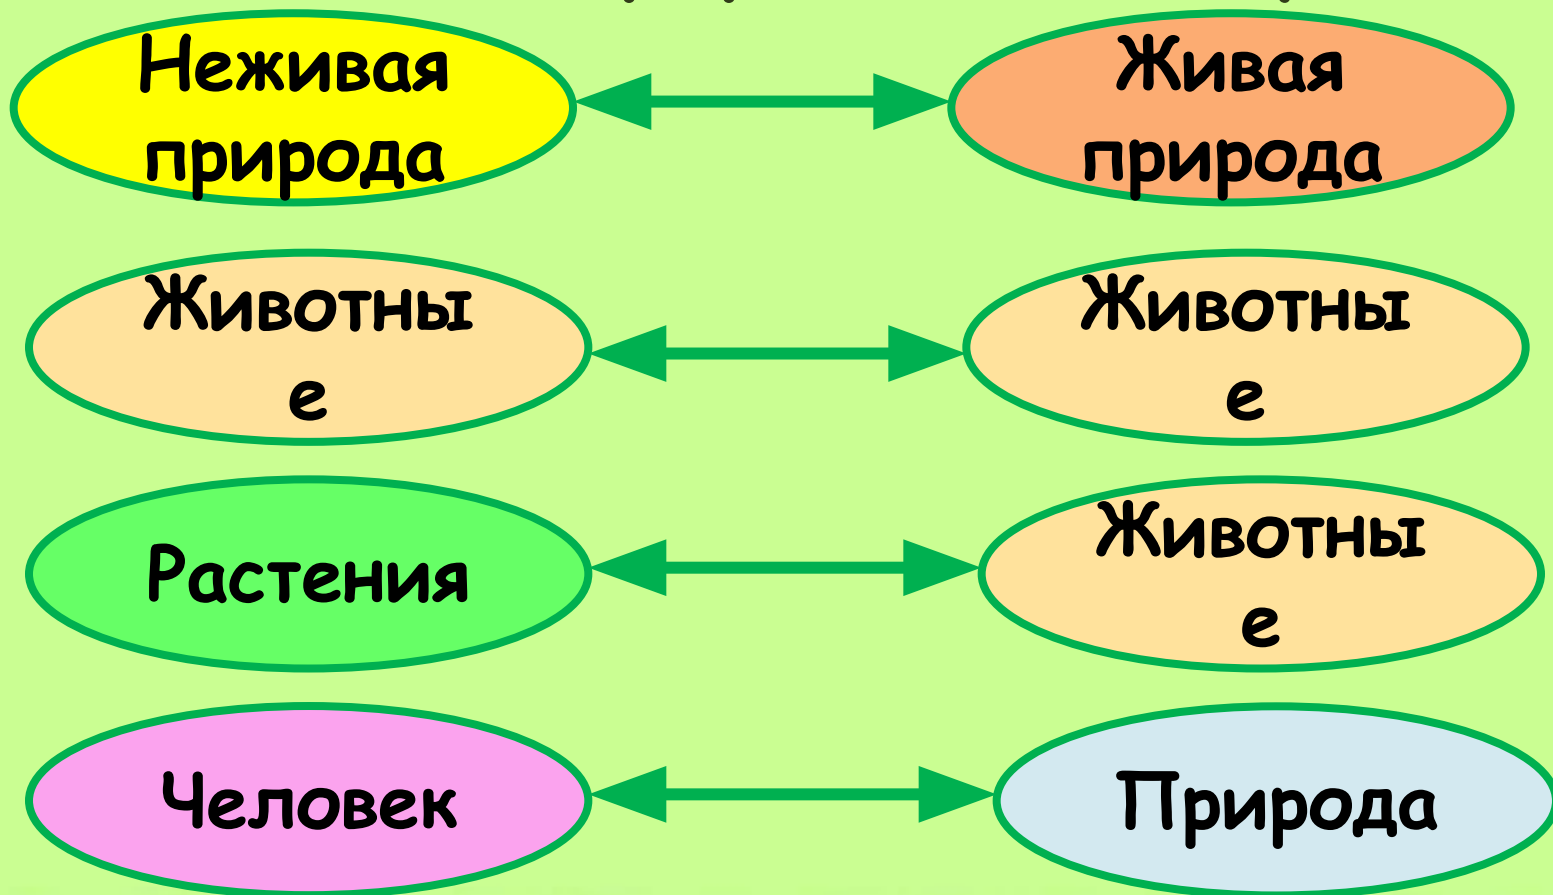 Неживая
природа
Живая
природа
Животны
е
Животны
е
Растения
Животны
е
Человек
Природа